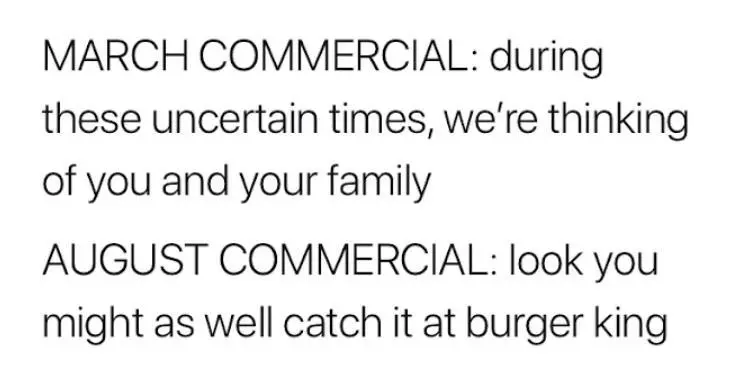 MARCH COMMERCIAL: during
these uncertain times, we're thinking
of you and your family
AUGUST COMMERCIAL: look you
might as well catch it at burger king